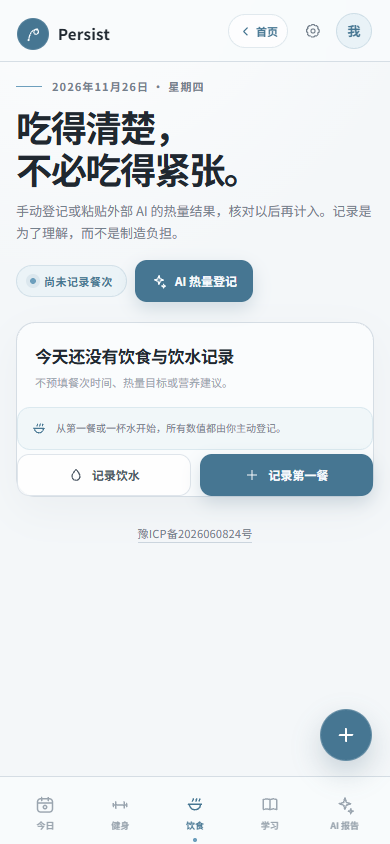 Persist
首页
我
2026年11月26日 · 星期四
吃得清楚，
不必吃得紧张。
手动登记或粘贴外部 AI 的热量结果，核对以后再计入。记录是
为了理解，而不是制造负担。
尚未记录餐次
AI 热量登记
今天还没有饮食与饮水记录
不预填餐次时间、热量目标或营养建议。
从第一餐或一杯水开始，所有数值都由你主动登记。
记录饮水
记录第一餐
豫ICP备2026060824号
今日
健身
饮食
学习
AI 报告